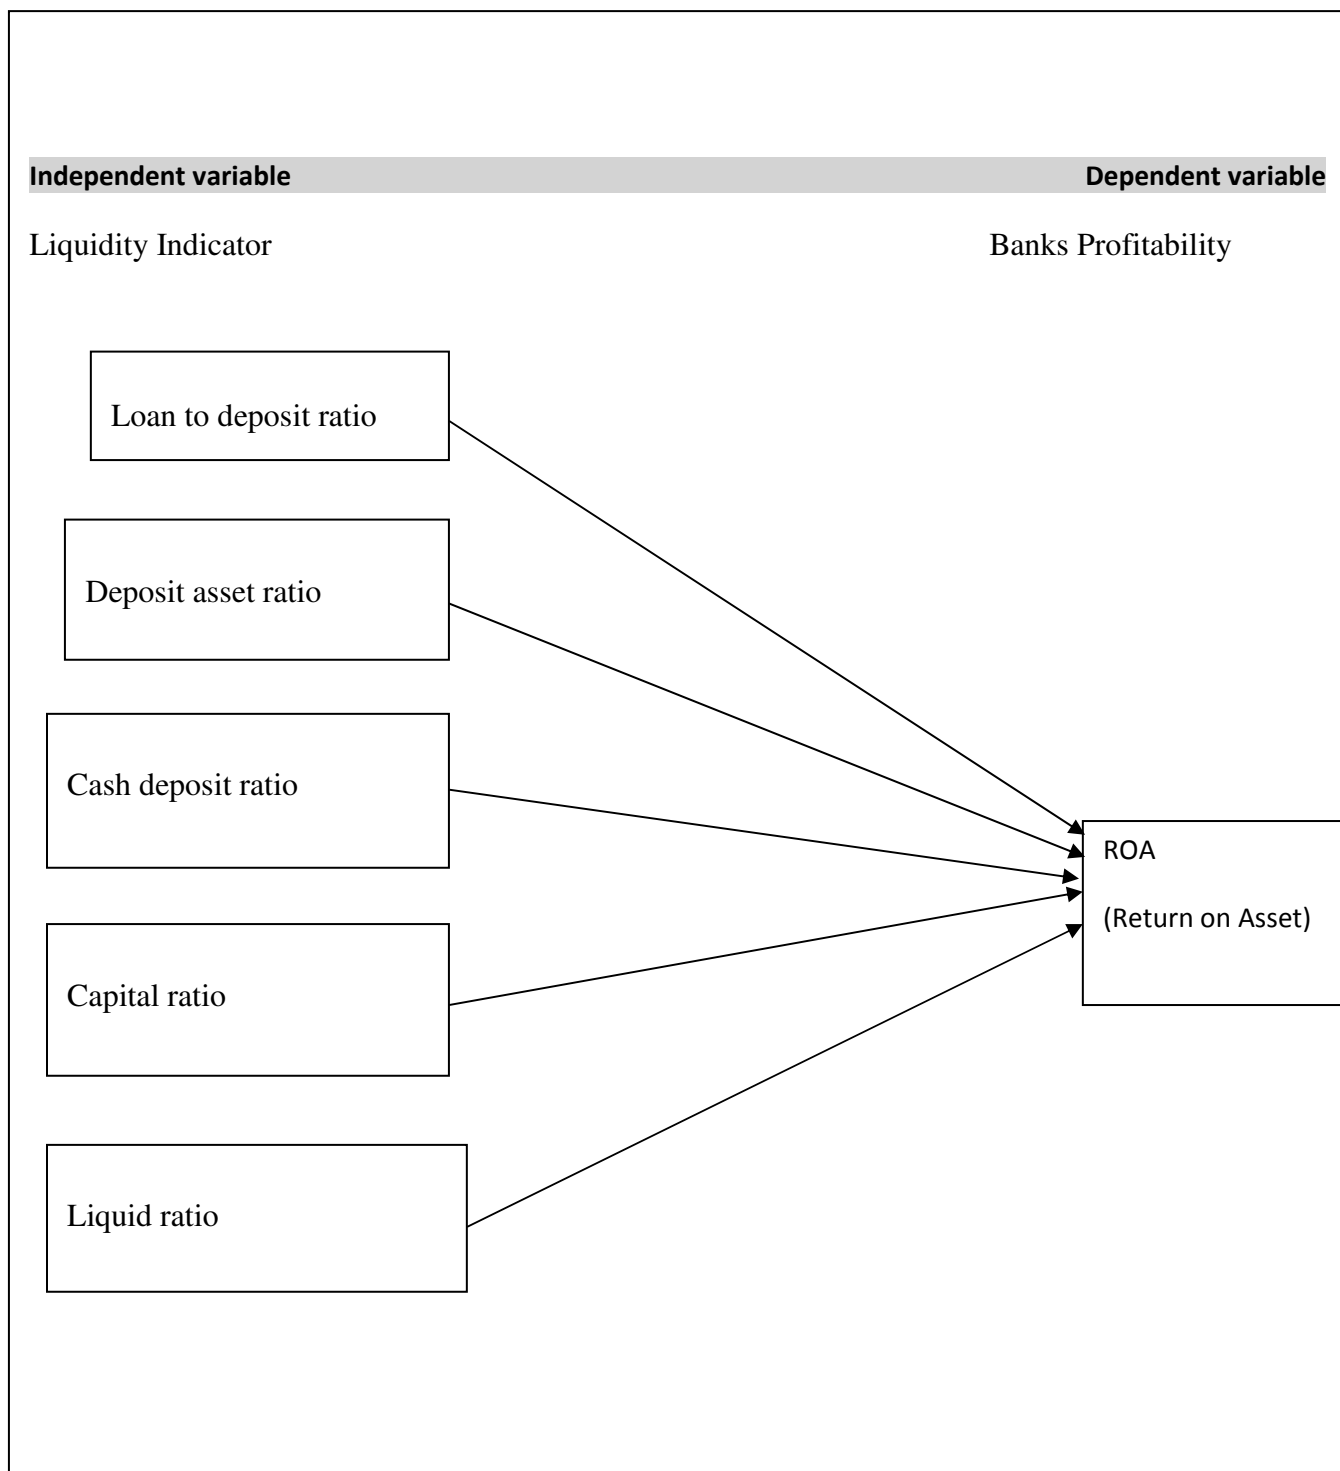 Independent variable Dependent variable
Liquidity Indicator Banks Profitability
Loan to deposit ratio
Deposit asset ratio
Cash deposit ratio
ROA
(Return on Asset)
Capital ratio
Liquid ratio